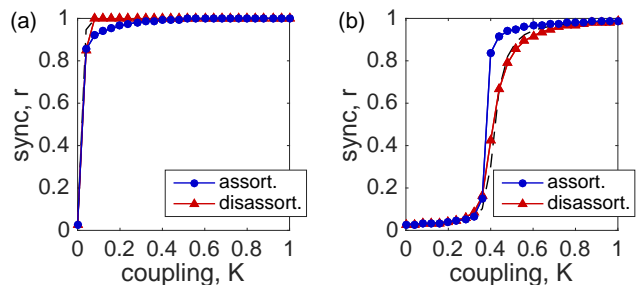 (a)
1
0.8
0.6
0.4
0.2
0
sync, r
assort.
disassort.
0 0.2 0.4 0.6 0.8 1
coupling, K
(b)
1
0.8
0.6
0.4
0.2
0
sync, r
assort.
disassort.
0 0.2 0.4 0.6 0.8 1
coupling, K